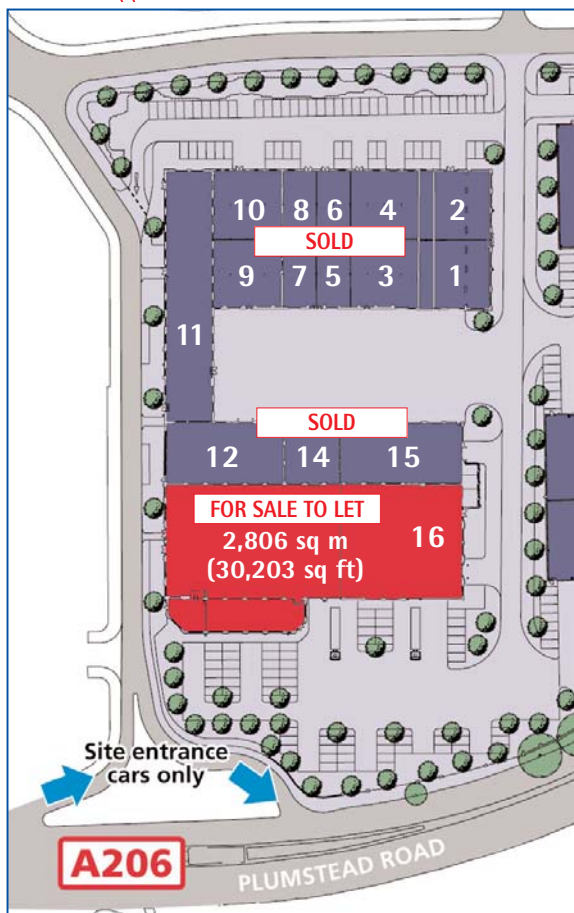 10 8 6 4 2
SOLD
9 7 5 3 1
11
SOLD
12 14 15
FOR SALE TO LET
2,806 sq m
(30,203 sq ft)
16
Site entrance
cars only
A206
PLUMSTEAD ROAD